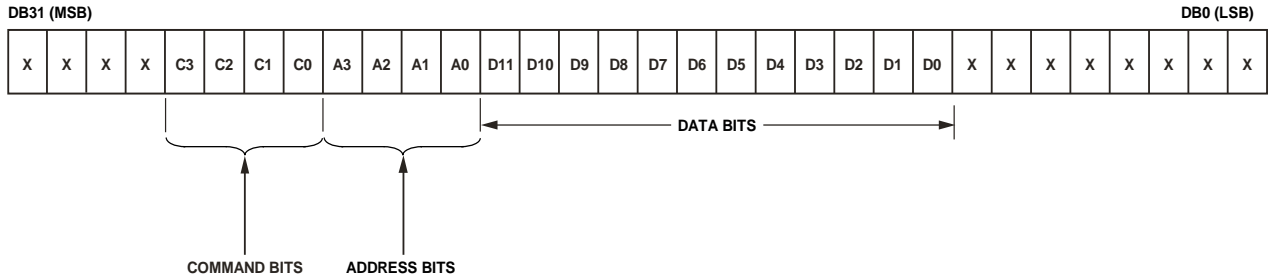 DB31 (MSB) DB0 (LSB)
X X X X C3 C2 C1 C0 A3 A2 A1 A0 D11 D10 D9 D8 D7 D6 D5 D4 D3 D2 D1 D0 X X X X X X X X
DATA BITS
COMMAND BITS ADDRESS BITS